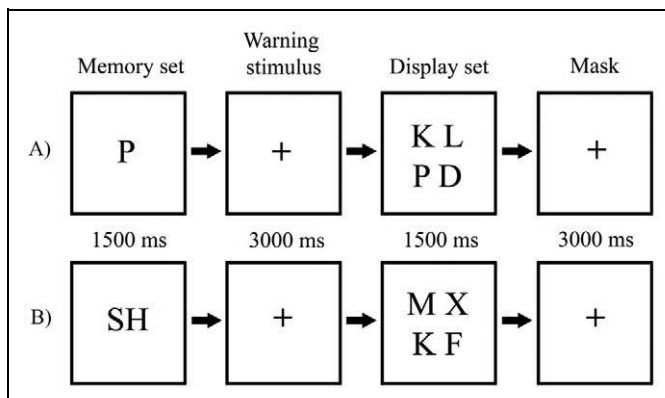 Memory set Warning stimulus Display set Mask
A) P + K L +
P D
1500 ms 3000 ms 1500 ms 3000 ms
B) SH + M X +
K F